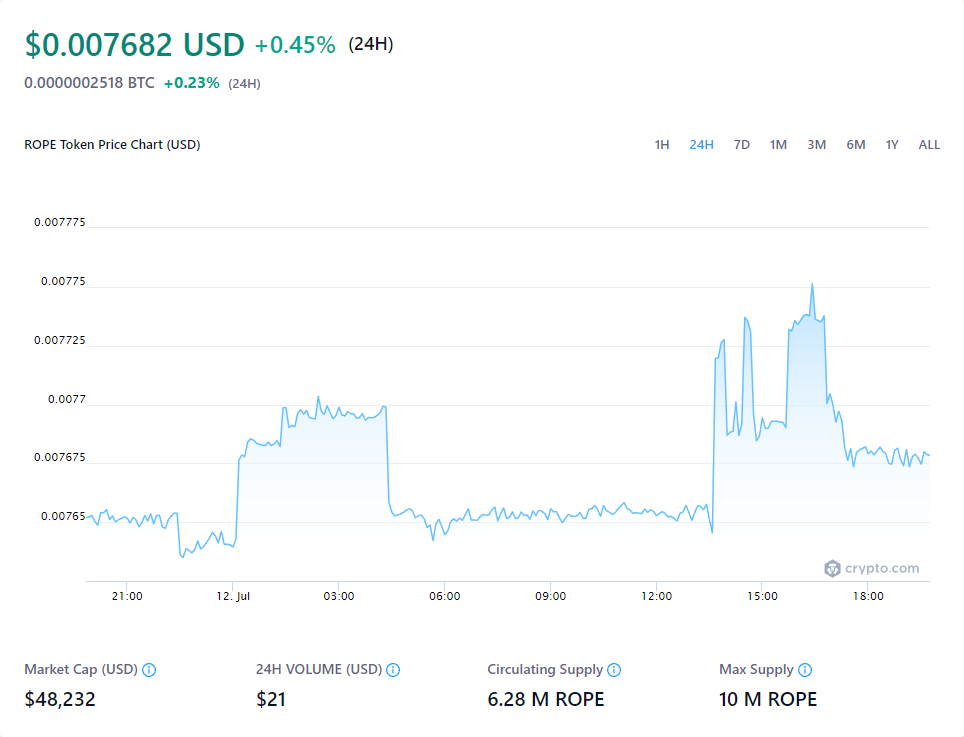 $0.007682 USD +0.45% (24H)
0.0000002518 BTC +0.23% (24H)
ROPE Token Price Chart (USD)
1H 24H 7D 1M 3M 6M 1Y ALL
0.007775
0.00775
0.007725
0.0077
0.007675
0.00765
crypto.com
21:00 12. Jul 03:00 06:00 09:00 12:00 15:00 18:00
Market Cap (USD) 24H VOLUME (USD) Circulating Supply Max Supply
$48,232 $21 6.28 M ROPE 10 M ROPE